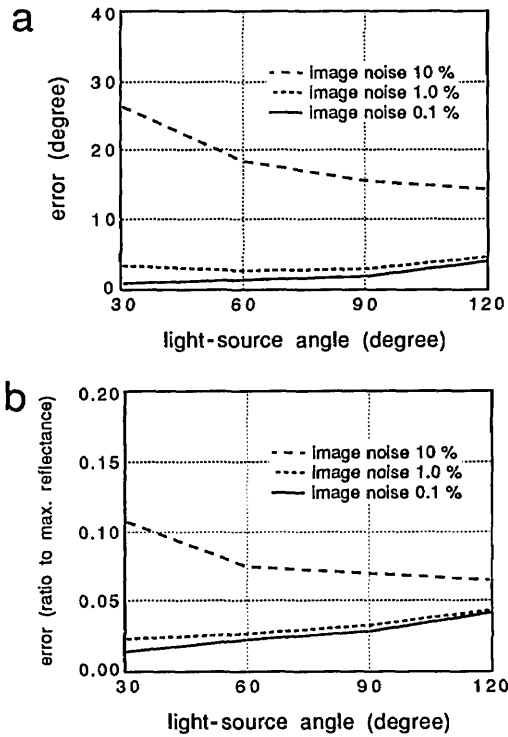 a
error (degree)
40
30
20
10
0
image noise 10 %
image noise 1.0 %
image noise 0.1 %
30 60 90 120
light-source angle (degree)
b
error (ratio to max. reflectance)
0.20
0.15
0.10
0.05
0.00
image noise 10 %
image noise 1.0 %
image noise 0.1 %
30 60 90 120
light-source angle (degree)